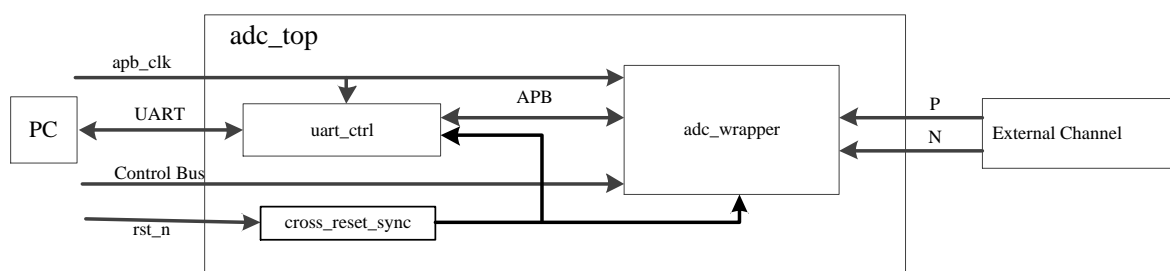 adc_top
apb_clk
APB
P
UART
PC
uart_ctrl
adc_wrapper
External Channel
N
Control Bus
cross_reset_sync
rst_n